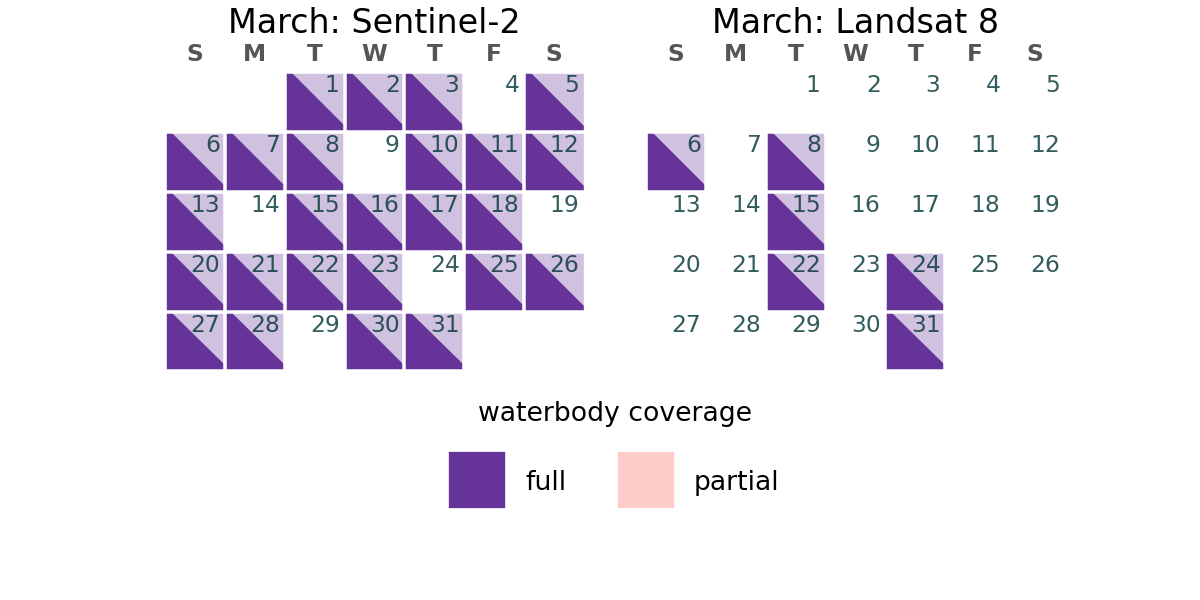 March: Sentinel-2
S M T W T F S
1 2 3 4 5
6 7 8 9 10 11 12
13 14 15 16 17 18 19
20 21 22 23 24 25 26
27 28 29 30 31
March: Landsat 8
S M T W T F S
1 2 3 4 5
6 7 8 9 10 11 12
13 14 15 16 17 18 19
20 21 22 23 24 25 26
27 28 29 30 31
waterbody coverage
full partial